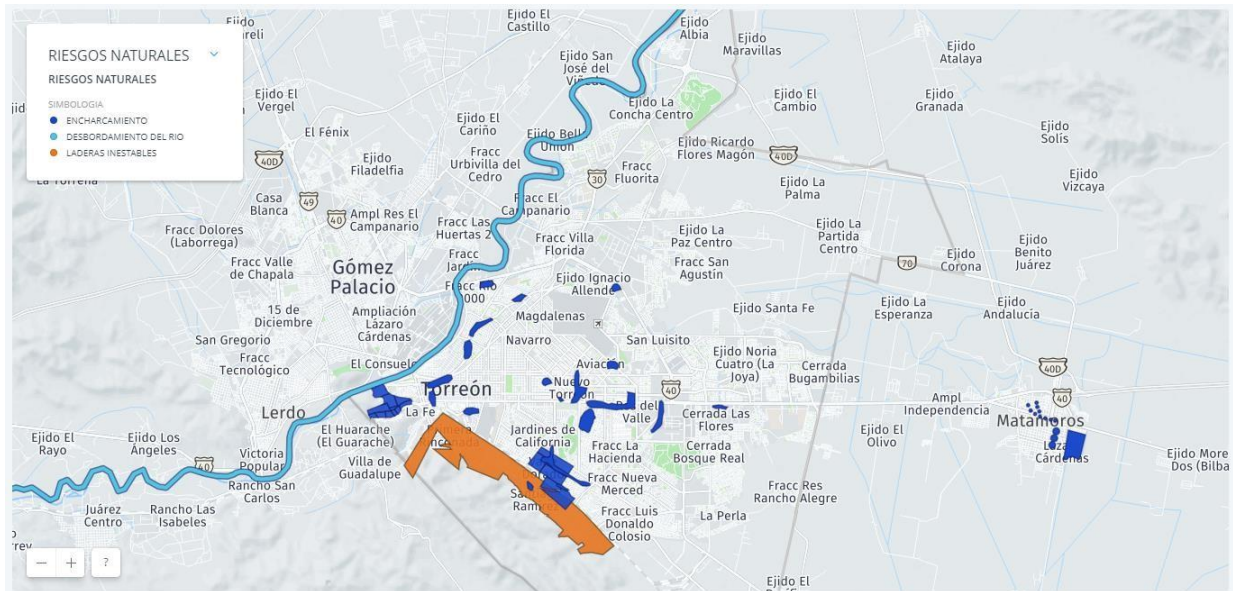 RIESGOS NATURALES
RIESGOS NATURALES
SIMBOLOGIA
ENCHARCAMIENTO
DESBORDAMIENTO DEL RIO
LADERAS INESTABLES
Ejido El
Castillo
Ejido
Albia
Ejido
Maravillas
Ejido
Atalaya
Ejido San
José del
Ejido El
Vergel
Ejido La
Concha Centro
Ejido El
Cambio
Ejido
Granada
El Fénix
Ejido El
Cariño
Ejido
Unión
Ejido Ricardo
Flores Magón
Ejido
Solís
40D
Ejido
Filadelfia
Fracc
Urbivilla del
Cedro
Fracc
Fluorita
40D
Ejido
Vizcaya
30
Ejido La
Palma
Casa
Blanca
49
40
Ampl Res El
Campanario
Fracc El
Campanario
Fracc Dolores
(Laborrega)
Fracc Las
Huertas 2
Fracc Villa
Florida
Ejido La
Paz Centro
Ejido La
Partida
Centro
Ejido
Corona
Ejido
Benito
Juárez
70
Fracc Valle
de Chapala
Gómez
Palacio
Fracc
Fracc San
Agustín
Ejido Ignacio
Allende
15 de
Diciembre
Ampliación
Lázaro
Cárdenas
Magdalenas
Ejido Santa Fe
Ejido La
Esperanza
Ejido
Andalucía
San Gregorio
Navarro
San Luisito
Fracc
Tecnológico
El Consuelo
Aviación
Ejido Noria
Cuatro (La
Joya)
Cerrada
Bugambilias
40D
Torreón
Nuevo
40
40
Lerdo
La Fe
del
Valle
Cerrada Las
Flores
Ampl
Independencia
Matamoros
Ejido El
Rayo
Ejido Los
Ángeles
El Huarache
(El Guarache)
Jardines de
California
Fracc La
Hacienda
Cerrada
Bosque Real
Ejido El
Olivo
Cárdenas
40
Victoria
Popular
Villa de
Guadalupe
Ejido More
Dos (Bilba
Rancho San
Carlos
Fracc Nueva
Merced
Fracc Res
Rancho Alegre
Juárez
Centro
Rancho Las
Isabeles
Fracc Luis
Donaldo
Colosio
La Perla
Ejido El
− + ?